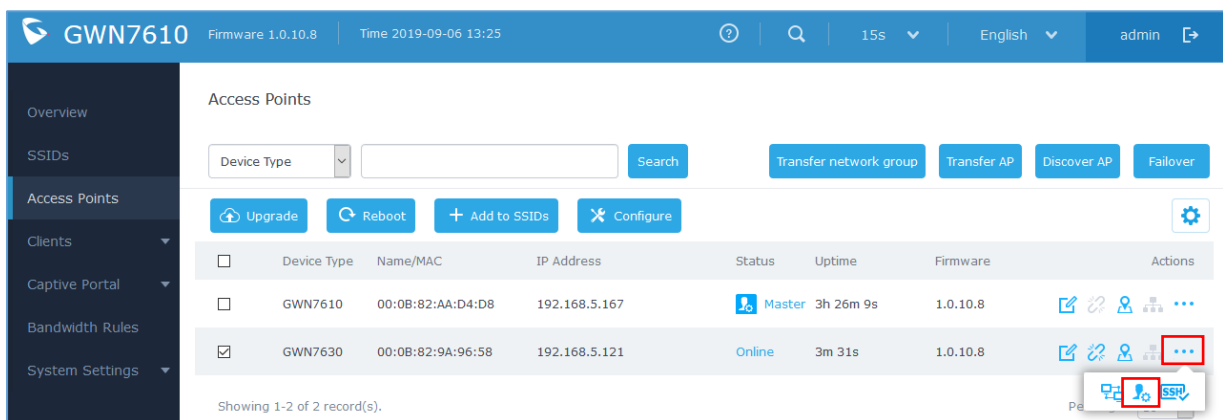 GWN7610 Firmware 1.0.10.8 Time 2019-09-06 13:25 15s English admin
Overview
SSIDs
Access Points
Clients
Captive Portal
Bandwidth Rules
System Settings
Access Points
Device Type Search Transfer network group Transfer AP Discover AP Failover
Upgrade Reboot + Add to SSIDs Configure
Device Type Name/MAC IP Address Status Uptime Firmware Actions
GWN7610 00:0B:82:AA:D4:D8 192.168.5.167 Master 3h 26m 9s 1.0.10.8
GWN7630 00:0B:82:9A:96:58 192.168.5.121 Online 3m 31s 1.0.10.8
SSH
Showing 1-2 of 2 record(s).